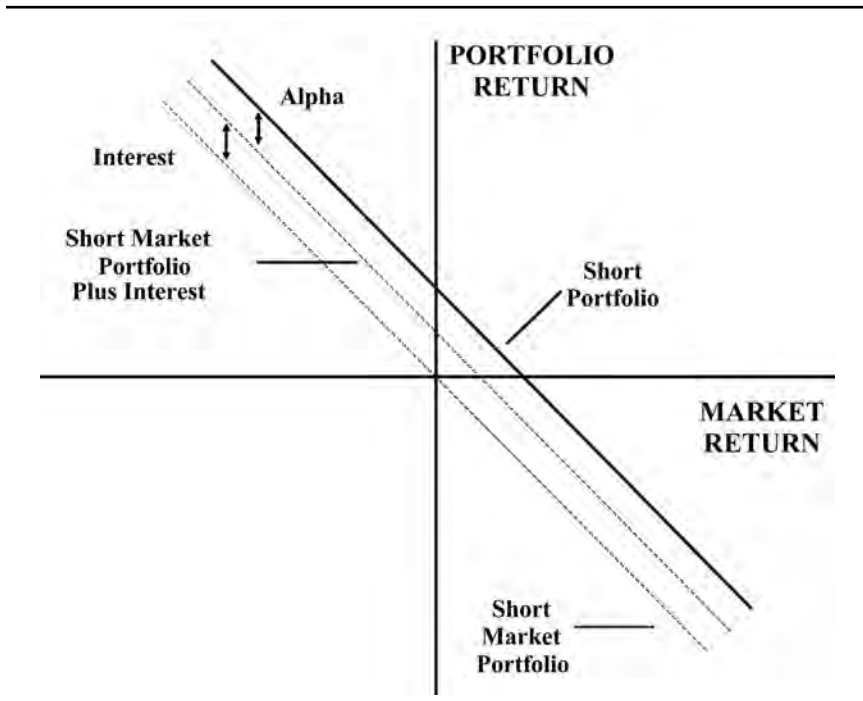 PORTFOLIO
RETURN
Alpha
Interest
Short Market
Portfolio
Plus Interest
Short
Portfolio
MARKET
RETURN
Short
Market
Portfolio